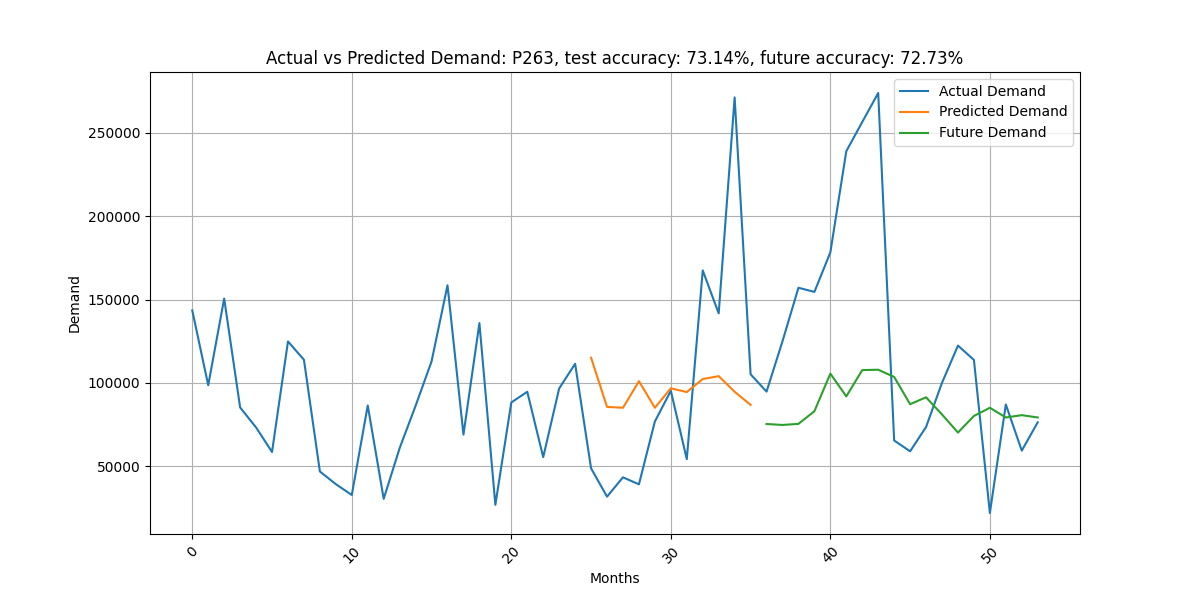 Actual vs Predicted Demand: P263, test accuracy: 73.14%, future accuracy: 72.73%
Actual Demand
Predicted Demand
Future Demand
250000
200000
150000
100000
50000
Demand
0
10
20
30
40
50
Months